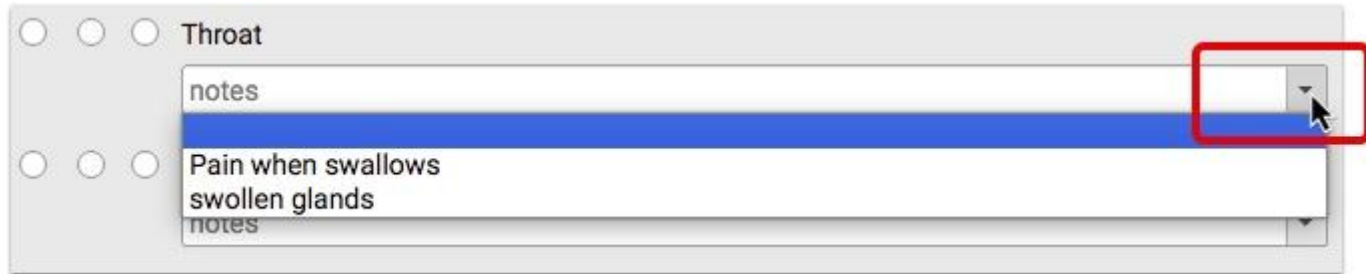 Throat
notes
Pain when swallows
swollen glands
notes